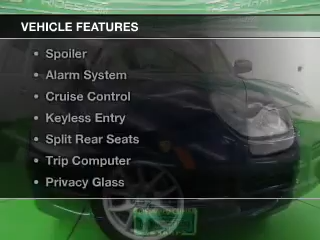 VEHICLE FEATURES
• Spoiler
• Alarm System
• Cruise Control
• Keyless Entry
• Split Rear Seats
• Trip Computer
• Privacy Glass